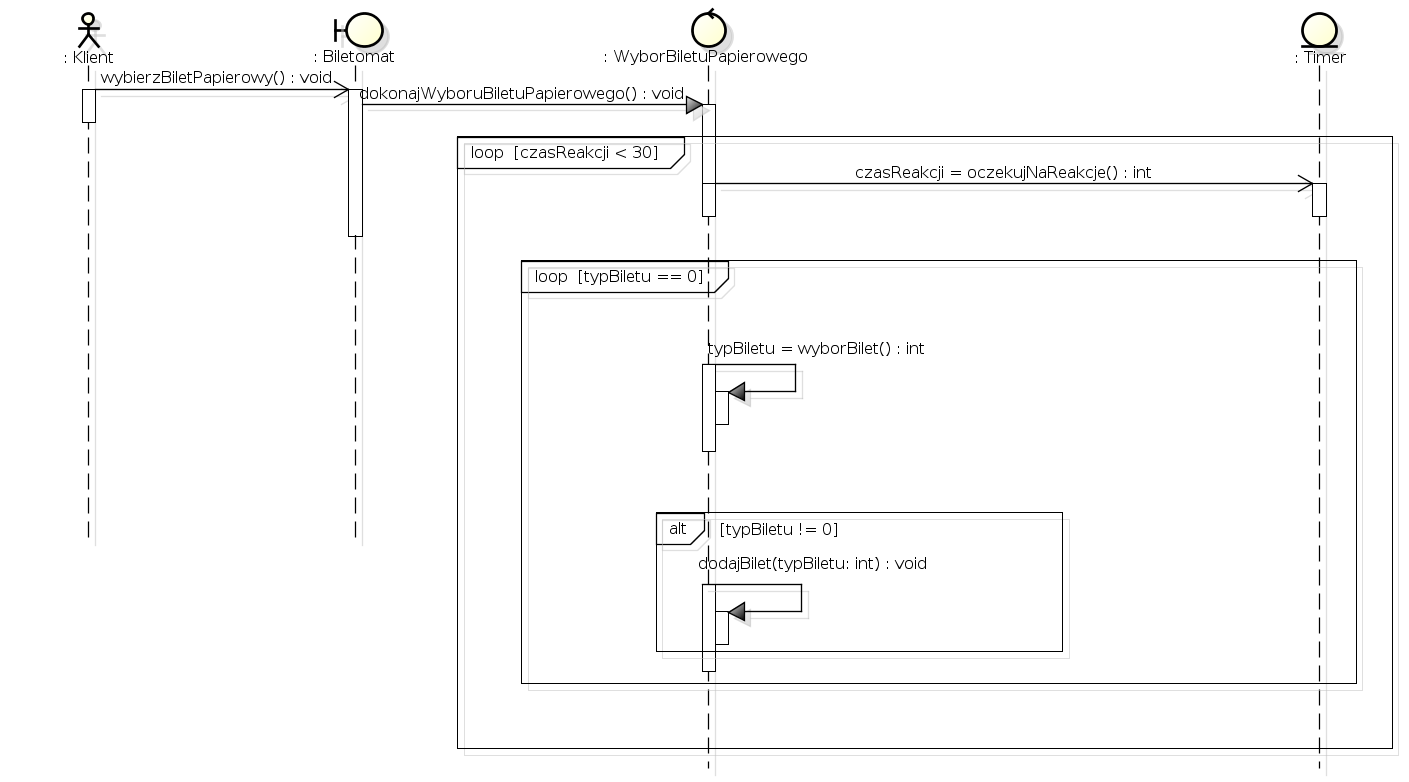 : Klient
: Biletomat
: WyborBiletuPapierowego
: Timer
wybierzBiletPapierowy() : void
dokonajWyboruBiletuPapierowego() : void
loop [czasReakcji < 30]
czasReakcji = oczekujNaReakcje() : int
loop [typBiletu == 0]
typBiletu = wyborBilet() : int
alt [typBiletu != 0]
dodajBilet(typBiletu: int) : void